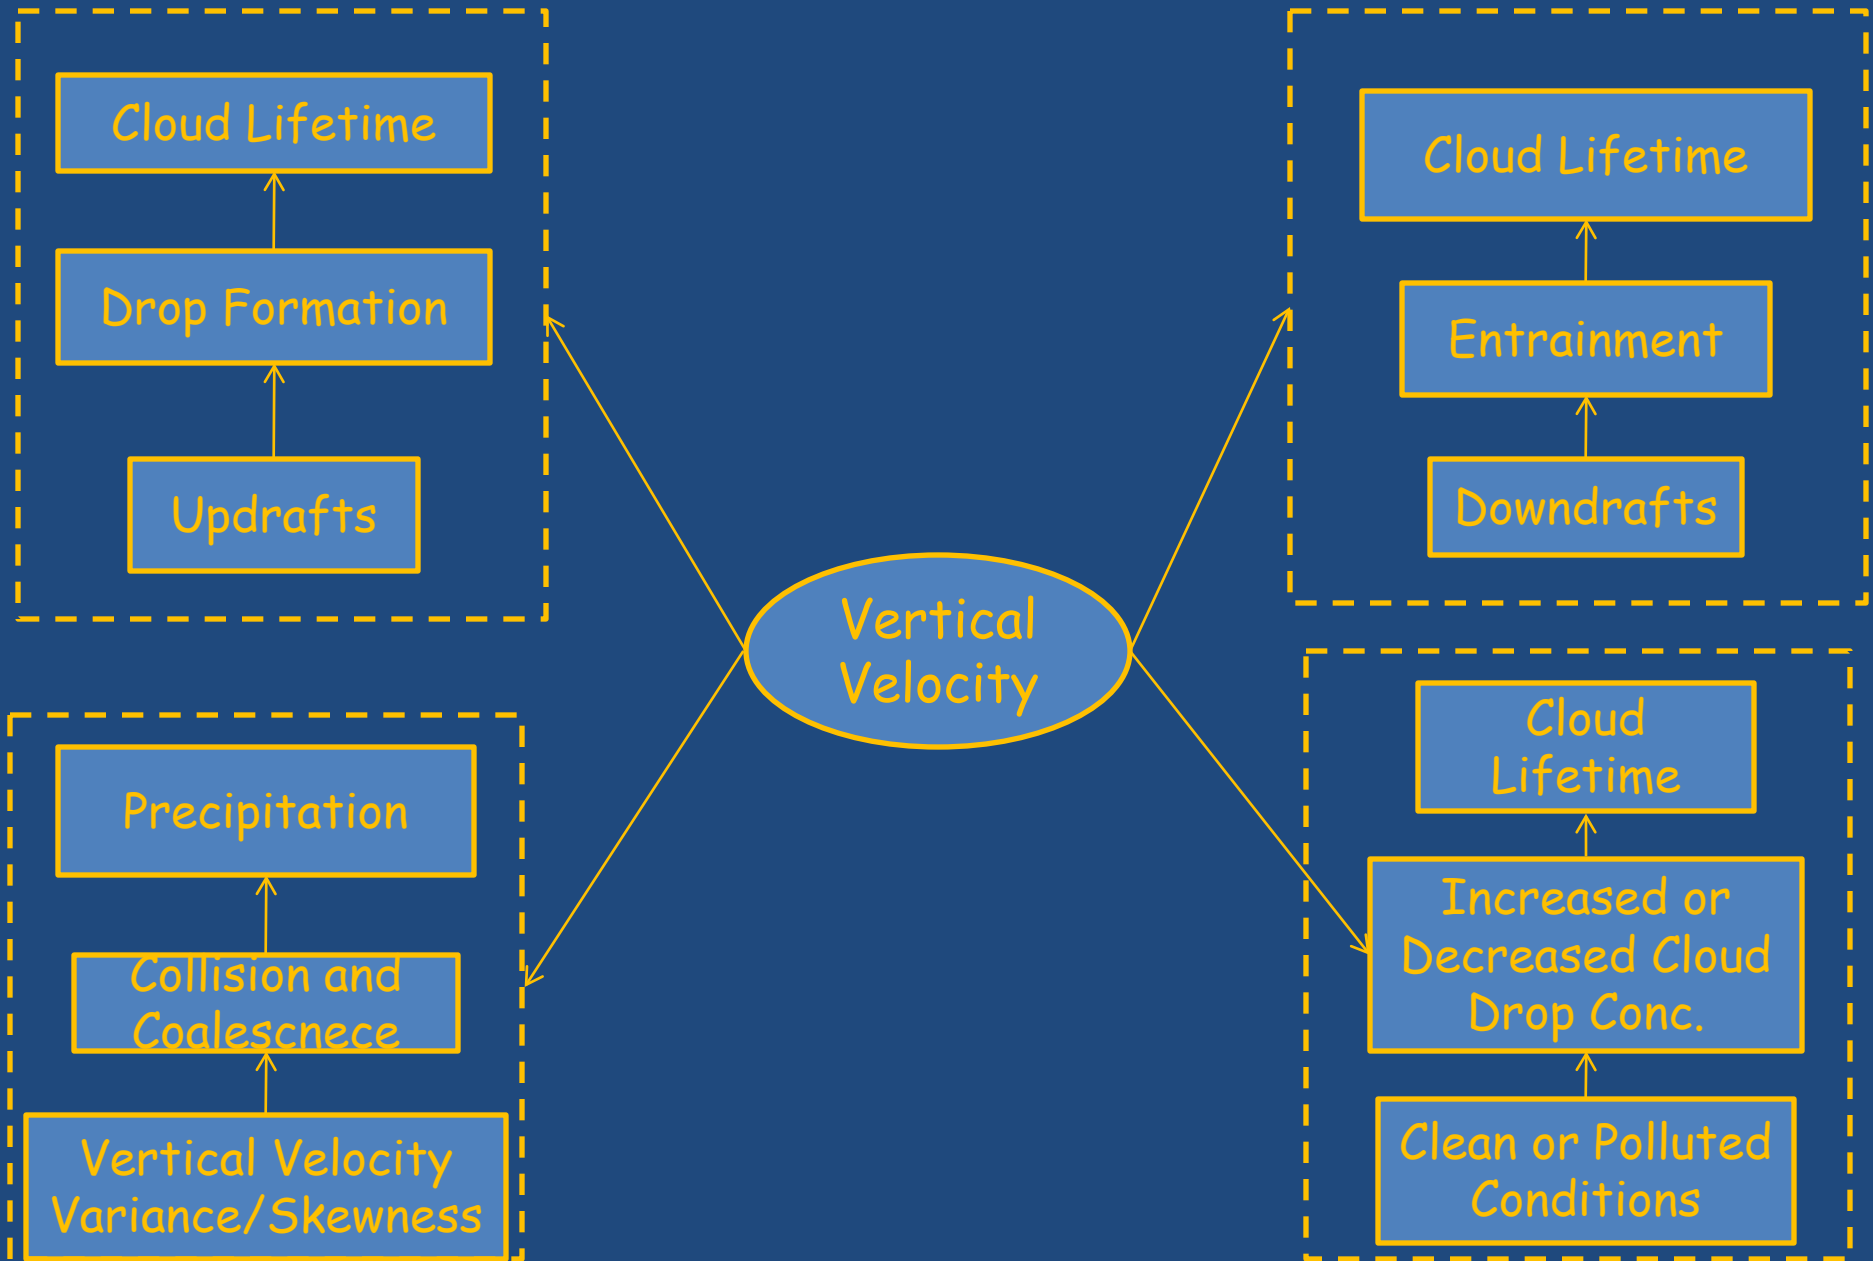 Cloud Lifetime
Drop Formation
Updrafts
Cloud Lifetime
Entrainment
Downdrafts
Vertical
Velocity
Precipitation
Collision and
Coalescnece
Vertical Velocity
Variance/Skewness
Cloud
Lifetime
Increased or
Decreased Cloud
Drop Conc.
Clean or Polluted
Conditions